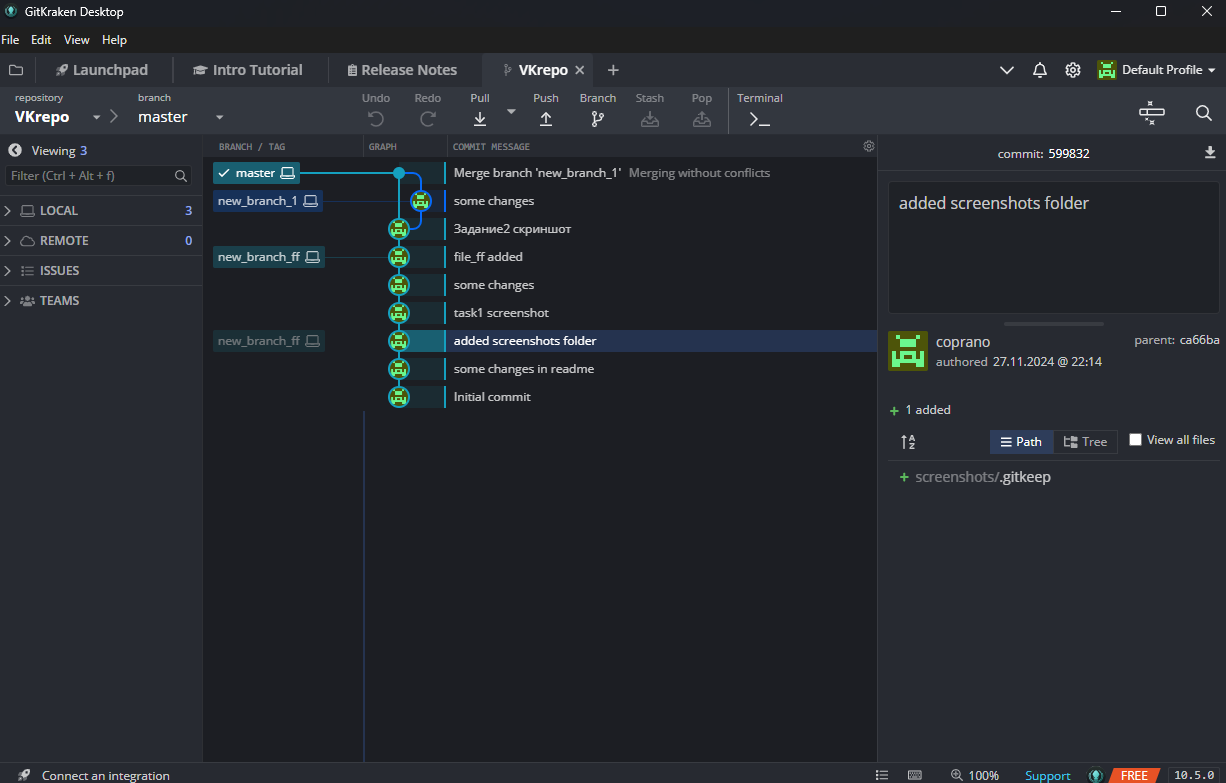 GitKraken Desktop
File Edit View Help
Launchpad Intro Tutorial Release Notes VKrepo Default Profile
repository branch Undo Redo Pull Push Branch Stash Pop Terminal
VKrepo master
Viewing 3 BRANCH / TAG GRAPH COMMIT MESSAGE commit: 599832
Filter (Ctrl + Alt + f)
LOCAL 3
REMOTE 0
ISSUES
TEAMS
master Merge branch 'new_branch_1' Merging without conflicts
new_branch_1 some changes
Задание2 скриншот
new_branch_ff file_ff added
some changes
task1 screenshot
new_branch_ff added screenshots folder
some changes in readme
Initial commit
added screenshots folder
coprano parent: ca66ba
authored 27.11.2024 @ 22:14
+ 1 added
A Z Path Tree View all files
+ screenshots/.gitkeep
Connect an integration 100% Support FREE 10.5.0